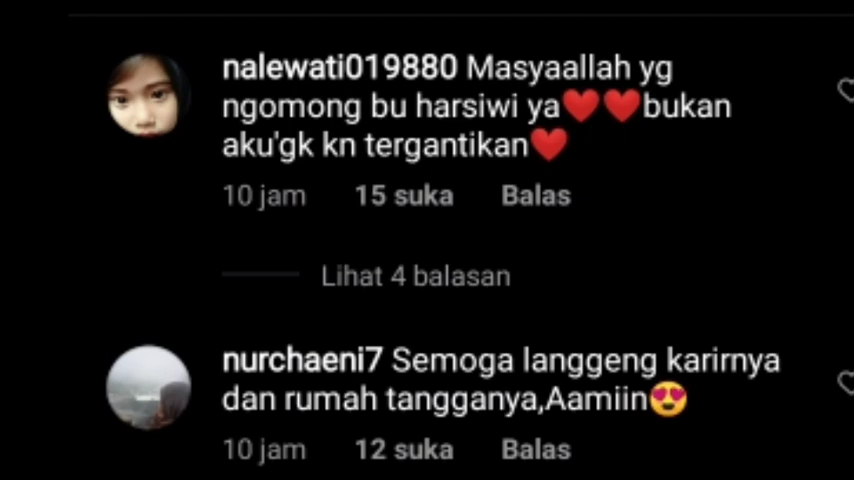 nalewati019880 Masyaallah yg
ngomong bu harsiwi ya❤️❤️bukan
aku'gk kn tergantikan❤️
10 jam 15 suka Balas
Lihat 4 balasan
nurchaeni7 Semoga langgeng karirnya
dan rumah tangganya,Aamiin😍
10 jam 12 suka Balas